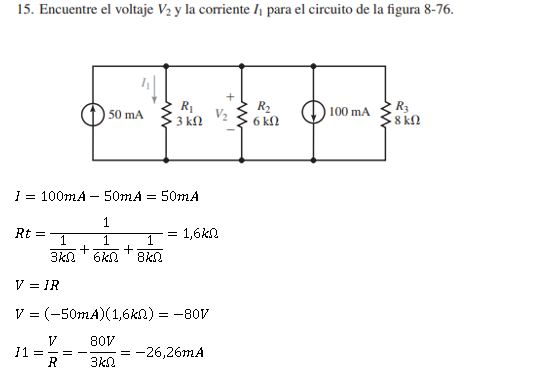 15. Encuentre el voltaje V₂ y la corriente I₁ para el circuito de la figura 8-76.
I₁
50 mA
R₁
3 kΩ
+
V₂
−
R₂
6 kΩ
100 mA
R₃
8 kΩ
I = 100mA − 50mA = 50mA
Rt = 1 / (1/3kΩ + 1/6kΩ + 1/8kΩ) = 1,6kΩ
V = IR
V = (−50mA)(1,6kΩ) = −80V
I1 = V/R = − 80V/3kΩ = −26,26mA